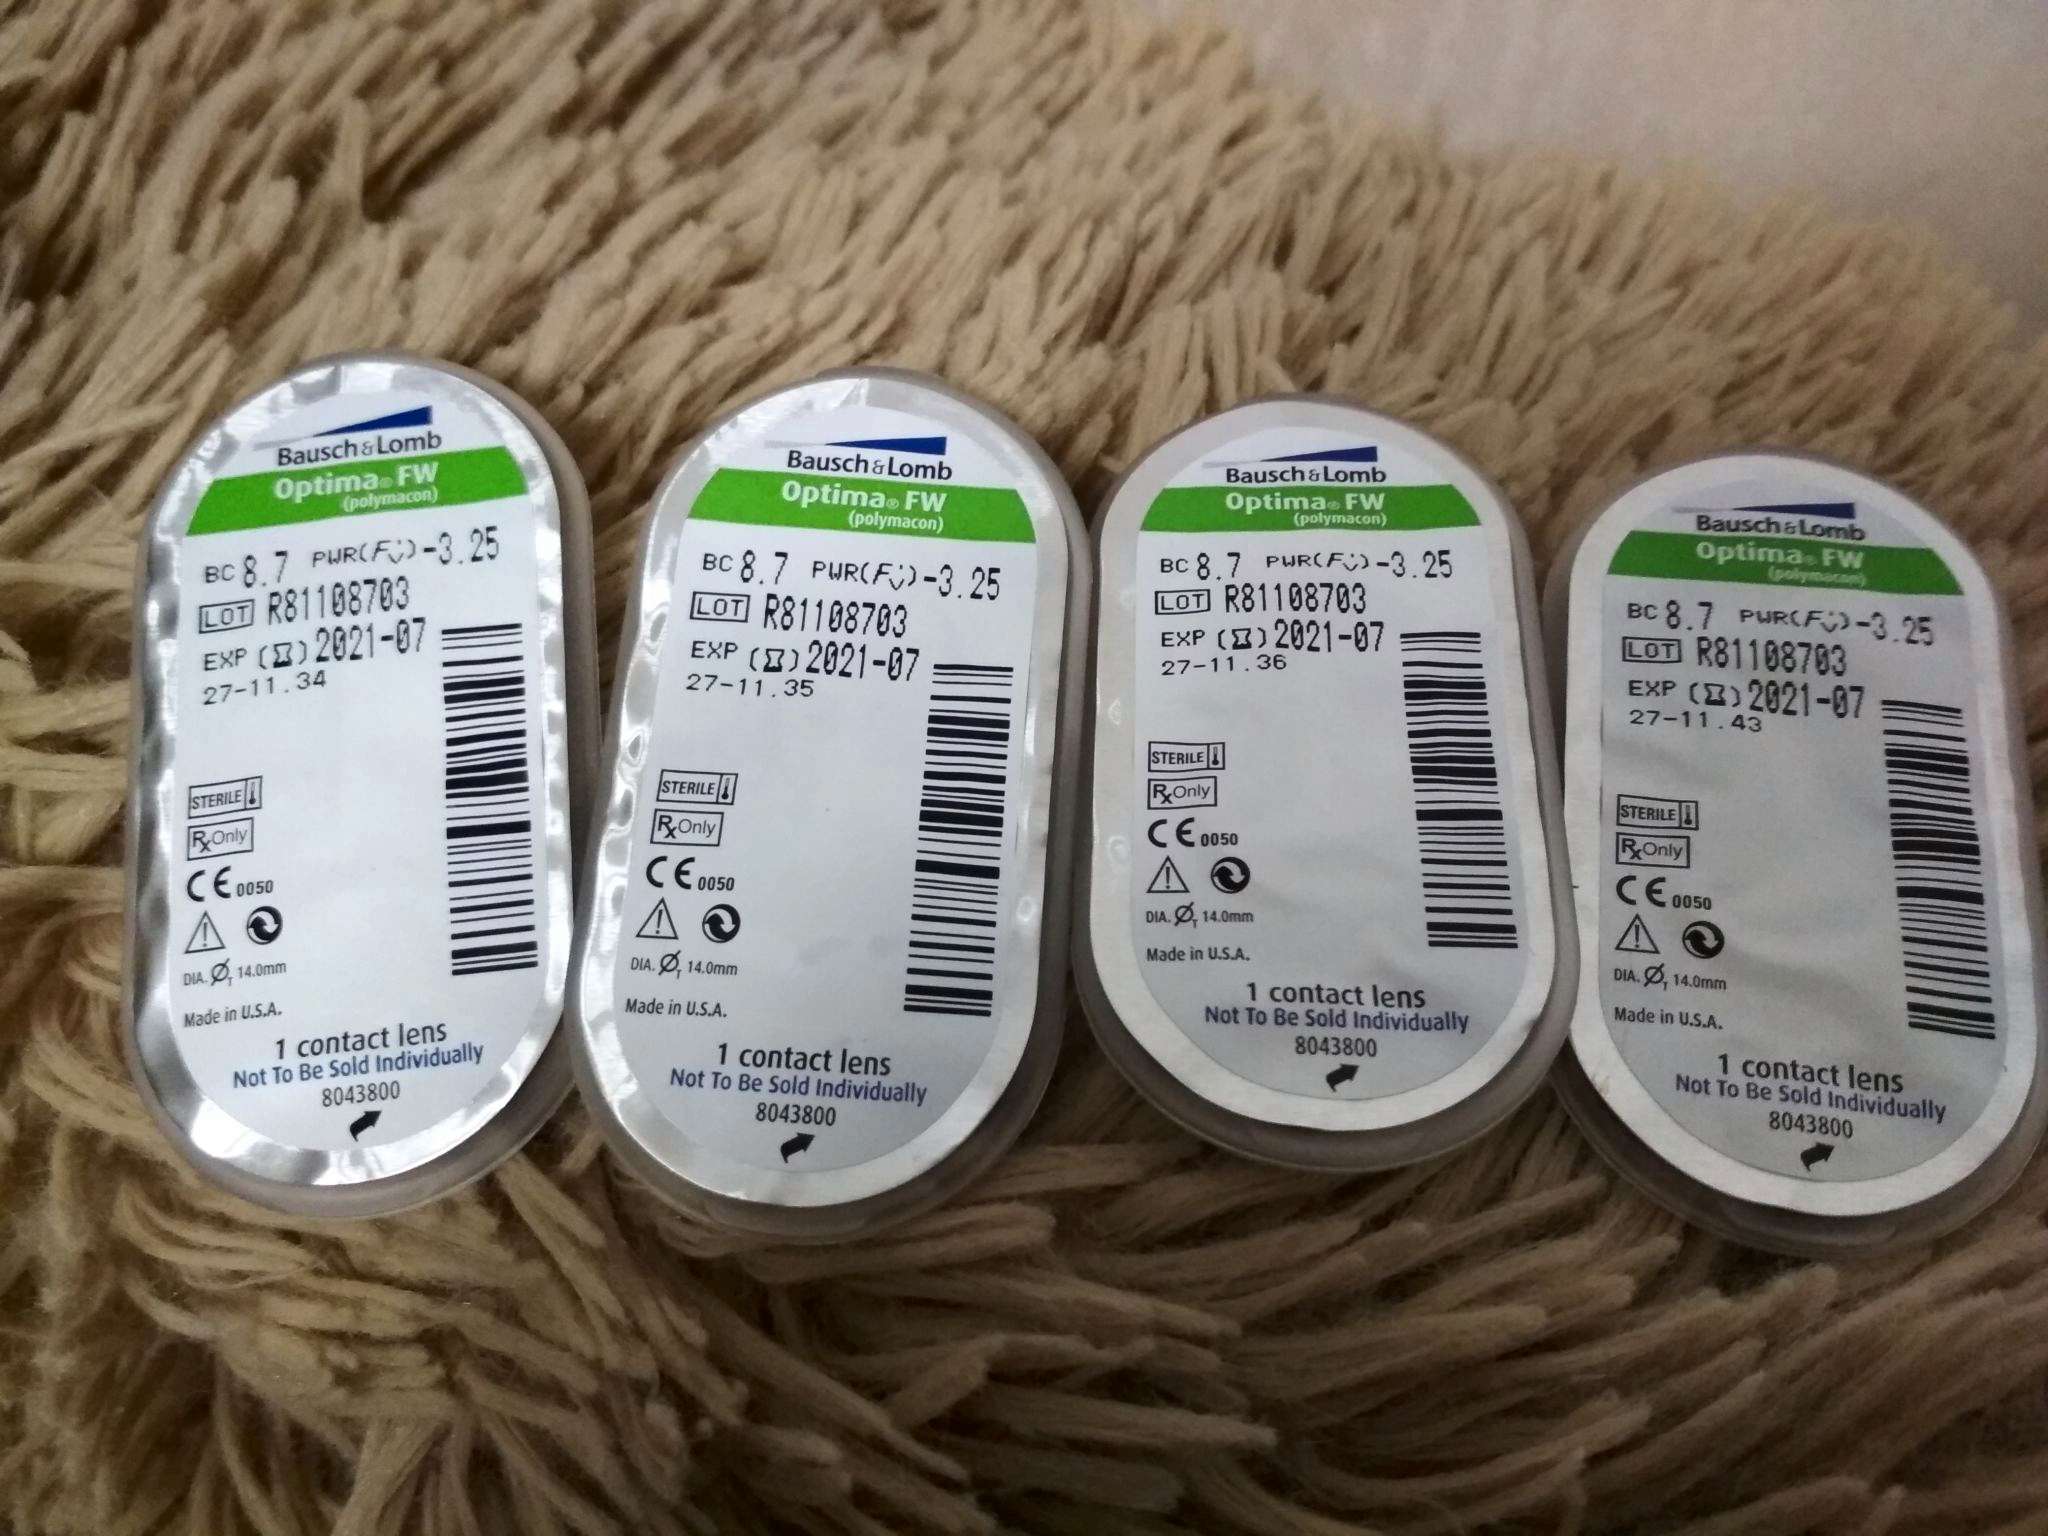 Bausch & Lomb
Optima® FW
(polymacon)
BC 8.7 PWR(F) -3.25
LOT R81108703
EXP 2021-07
27-11.34
STERILE
Rx Only
CE 0050
DIA. ØT 14.0mm
Made in U.S.A.
1 contact lens
Not To Be Sold Individually
8043800
Bausch & Lomb
Optima® FW
(polymacon)
BC 8.7 PWR(F) -3.25
LOT R81108703
EXP 2021-07
27-11.35
STERILE
Rx Only
CE 0050
DIA. ØT 14.0mm
Made in U.S.A.
1 contact lens
Not To Be Sold Individually
8043800
Bausch & Lomb
Optima® FW
(polymacon)
BC 8.7 PWR(F) -3.25
LOT R81108703
EXP 2021-07
27-11.36
STERILE
Rx Only
CE 0050
DIA. ØT 14.0mm
Made in U.S.A.
1 contact lens
Not To Be Sold Individually
8043800
Bausch & Lomb
Optima® FW
(polymacon)
BC 8.7 PWR(F) -3.25
LOT R81108703
EXP 2021-07
27-11.43
STERILE
Rx Only
CE 0050
DIA. ØT 14.0mm
Made in U.S.A.
1 contact lens
Not To Be Sold Individually
8043800